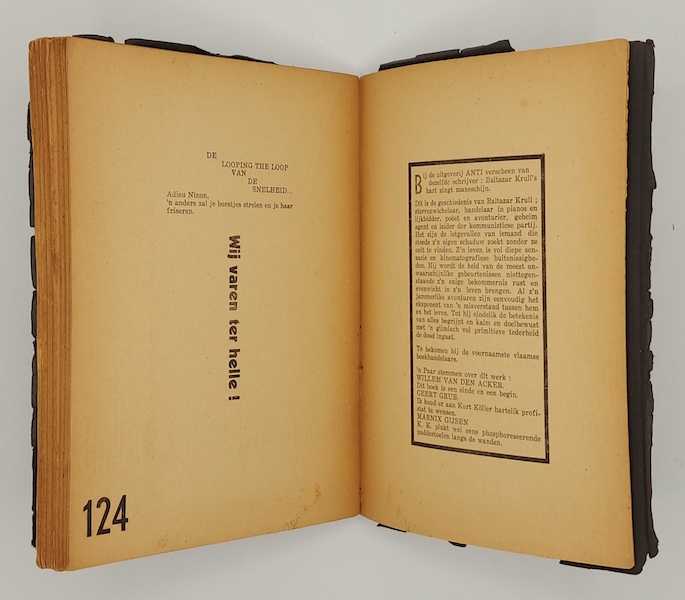 DE
LOOPING THE LOOP
VAN
DE
SNELHEID...
Adieu Ninon,
'n andere zal je borstjes strelen en je haar
friseren.
Wij varen ter helle !
124
Bij de uitgeverij ANTI verscheen van
dezelfde schrijver : Baltazar Krull's
hart zingt maneschijn.
Dit is de geschiedenis van Baltazar Krull ;
sterrenwichelaar, handelaar in pianos en
lijkbidder, poëet en avonturier, geheim
agent en leider der kommunistiese partij.
Het zijn de lotgevallen van iemand die
steeds z'n eigen schaduw zoekt zonder ze
ooit te vinden. Z'n leven is vol diepe sen-
sasie en kinematografiese buitenissighe-
den. Hij wordt de held van de meest on-
waarschijnlijke gebeurtenissen niettegen-
staande z'n enige bekommernis rust en
evenwicht in z'n leven brengen. Al z'n
jammerlike avonturen zijn eenvoudig het
eksponent van 'n misverstand tussen hem
en het leven. Tot hij eindelik de betekenis
van alles begrijpt en kalm en doelbewust
met 'n glimlach vol primitieve tederheid
de dood ingaat.
Te bekomen bij de voornaamste vlaamse
boekhandelaars.
'n Paar stemmen over dit werk :
WILLEM VAN DEN ACKER.
Dit boek is een einde en een begin.
GEERT GRUB.
Ik houd er aan Kurt Köller hartelik profi-
siat te wensen.
MARNIX GIJSEN
K. K. plukt wel eens phosphoreseerende
paddestoelen langs de wanden.